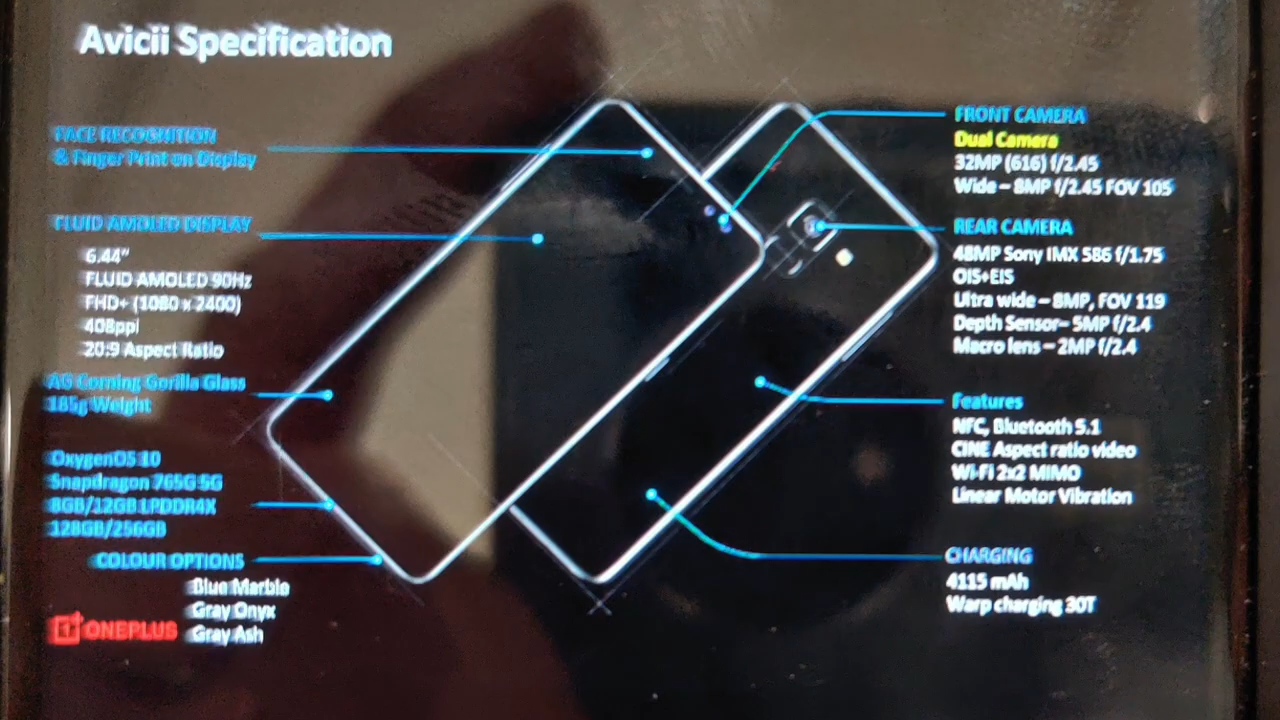 Avicii Specification
FACE RECOGNITION
& Finger Print on Display
FLUID AMOLED DISPLAY
6.44"
FLUID AMOLED 90Hz
FHD+ (1080 x 2400)
408ppi
20:9 Aspect Ratio
AG Corning Gorilla Glass
185g Weight
OxygenOS 10
Snapdragon 765G 5G
8GB/12GB LPDDR4X
128GB/256GB
COLOUR OPTIONS
Blue Marble
Gray Onyx
Gray Ash
1+ ONEPLUS
FRONT CAMERA
Dual Camera
32MP (616) f/2.45
Wide – 8MP f/2.45 FOV 105
REAR CAMERA
48MP Sony IMX 586 f/1.75
OIS+EIS
Ultra wide – 8MP, FOV 119
Depth Sensor– 5MP f/2.4
Macro lens – 2MP f/2.4
Features
NFC, Bluetooth 5.1
CINE Aspect ratio video
Wi-Fi 2x2 MIMO
Linear Motor Vibration
CHARGING
4115 mAh
Warp charging 30T